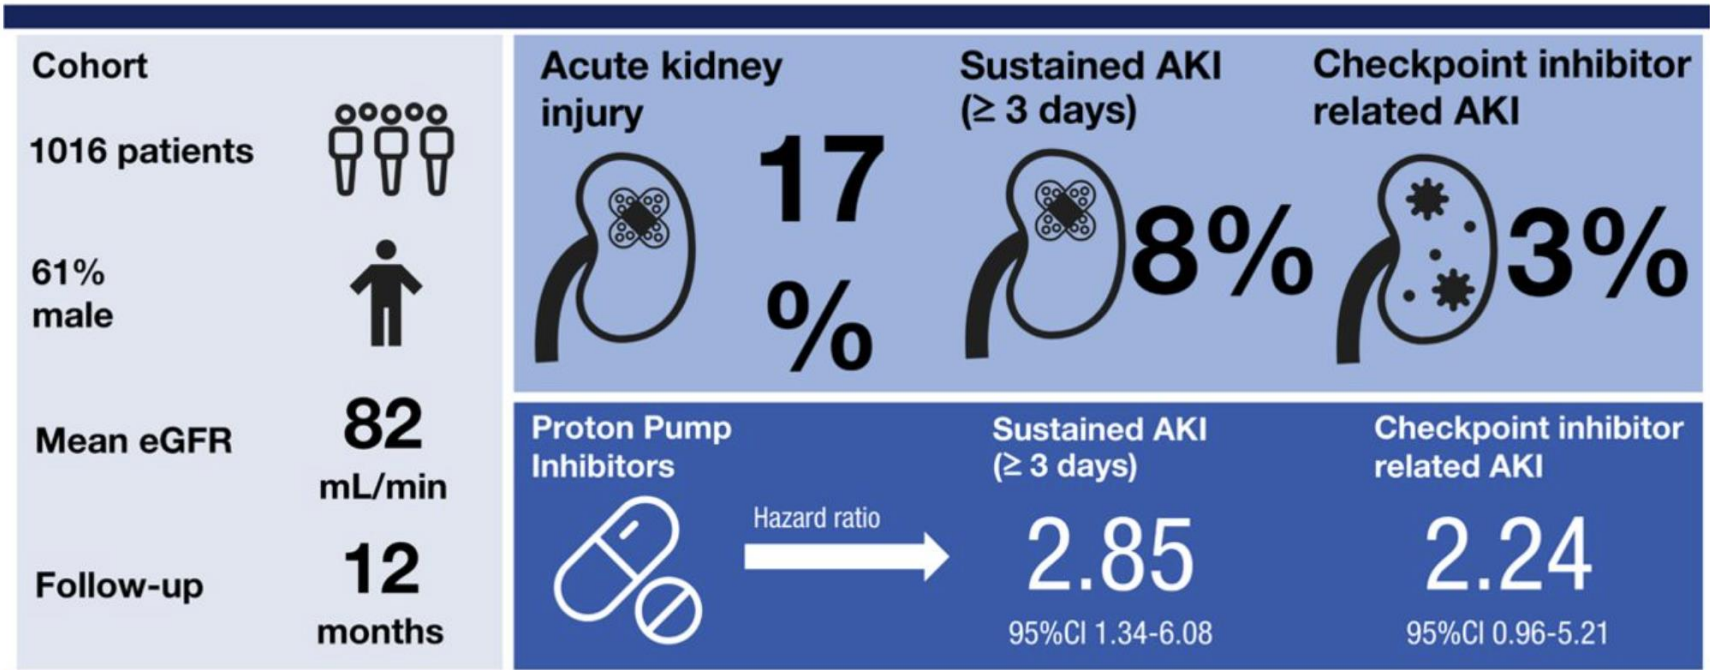 Cohort
1016 patients
61%
male
Mean eGFR
82
mL/min
Follow-up
12
months
Acute kidney
injury
17
%
Sustained AKI
(≥ 3 days)
8%
Checkpoint inhibitor
related AKI
3%
Proton Pump
Inhibitors
Hazard ratio
Sustained AKI
(≥ 3 days)
2.85
95%CI 1.34-6.08
Checkpoint inhibitor
related AKI
2.24
95%CI 0.96-5.21